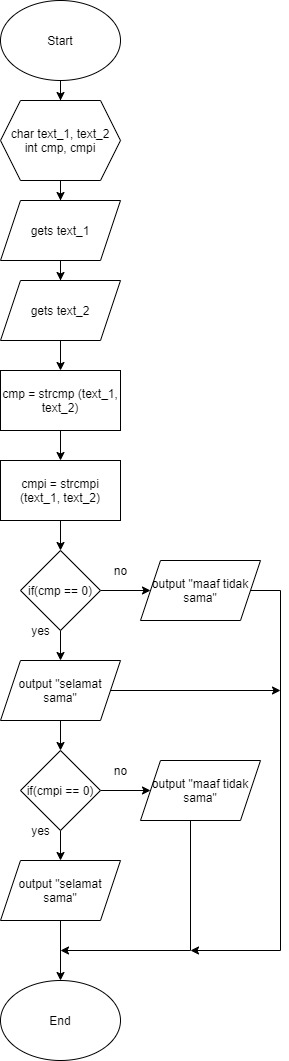 Start
char text_1, text_2
int cmp, cmpi
gets text_1
gets text_2
cmp = strcmp (text_1,
text_2)
cmpi = strcmpi
(text_1, text_2)
if(cmp == 0)
no
output "maaf tidak
sama"
yes
output "selamat
sama"
if(cmpi == 0)
no
output "maaf tidak
sama"
yes
output "selamat
sama"
End